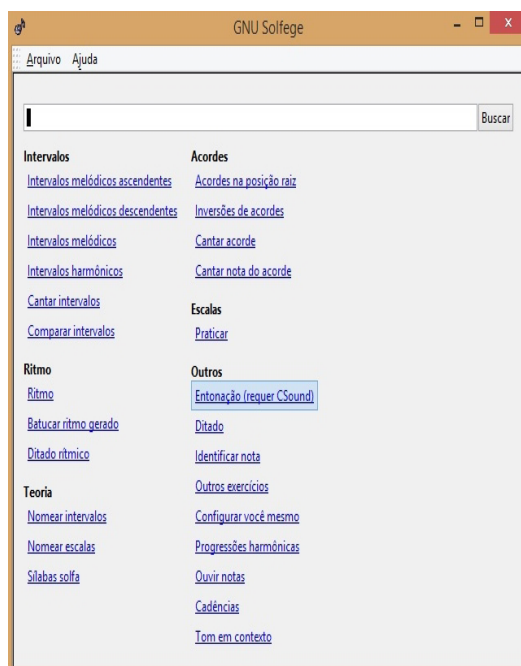 GNU Solfege
Arquivo Ajuda
Buscar
Intervalos
Intervalos melódicos ascendentes
Intervalos melódicos descendentes
Intervalos melódicos
Intervalos harmônicos
Cantar intervalos
Comparar intervalos
Ritmo
Ritmo
Batucar ritmo gerado
Ditado rítmico
Teoria
Nomear intervalos
Nomear escalas
Sílabas solfa
Acordes
Acordes na posição raiz
Inversões de acordes
Cantar acorde
Cantar nota do acorde
Escalas
Praticar
Outros
Entonação (requer CSound)
Ditado
Identificar nota
Outros exercícios
Configurar você mesmo
Progressões harmônicas
Ouvir notas
Cadências
Tom em contexto